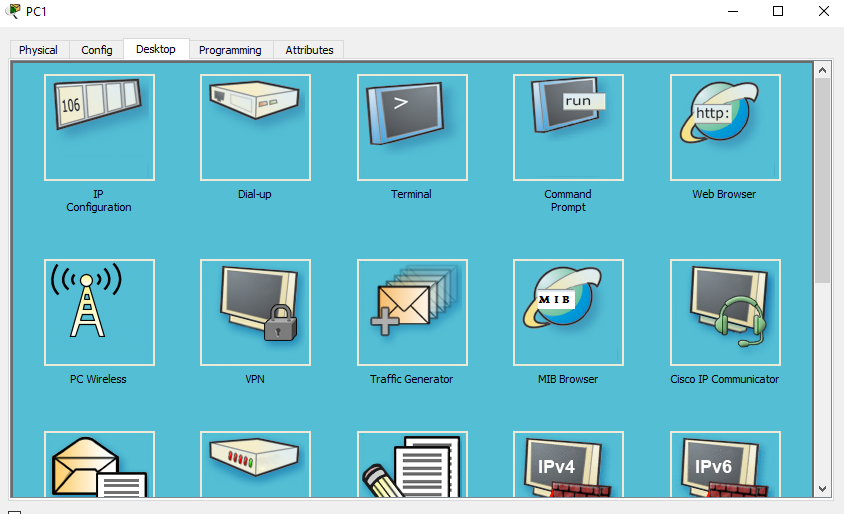 PC1
Physical Config Desktop Programming Attributes
106
>
run
http:
IP
Configuration
Dial-up
Terminal
Command
Prompt
Web Browser
MIB
PC Wireless
VPN
Traffic Generator
MIB Browser
Cisco IP Communicator
IPv4
IPv6